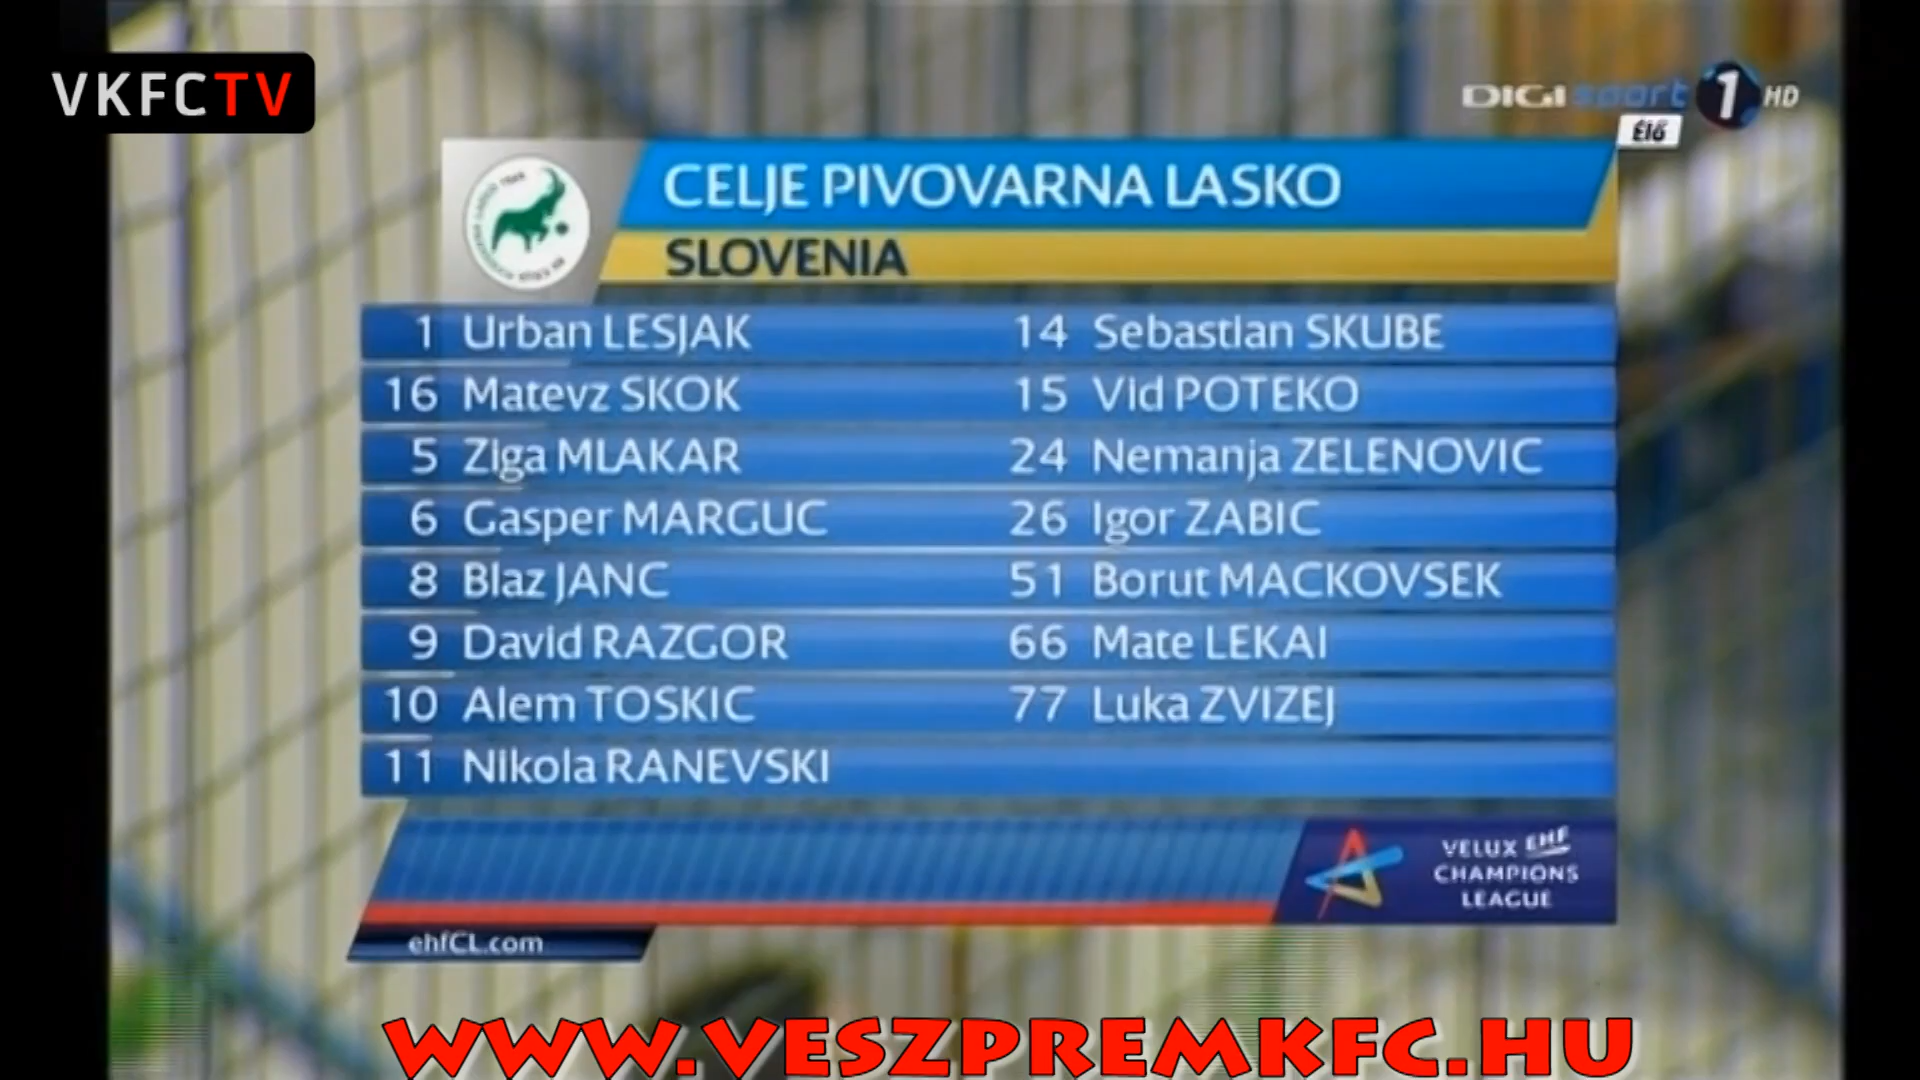 VKFCTV
DIGI sport 1 HD
Élő
CELJE PIVOVARNA LASKO
SLOVENIA
1 Urban LESJAK
16 Matevz SKOK
5 Ziga MLAKAR
6 Gasper MARGUC
8 Blaz JANC
9 David RAZGOR
10 Alem TOSKIC
11 Nikola RANEVSKI
14 Sebastian SKUBE
15 Vid POTEKO
24 Nemanja ZELENOVIC
26 Igor ZABIC
51 Borut MACKOVSEK
66 Mate LEKAI
77 Luka ZVIZEJ
VELUX EHF
CHAMPIONS
LEAGUE
ehfCL.com
WWW.VESZPREMKFC.HU